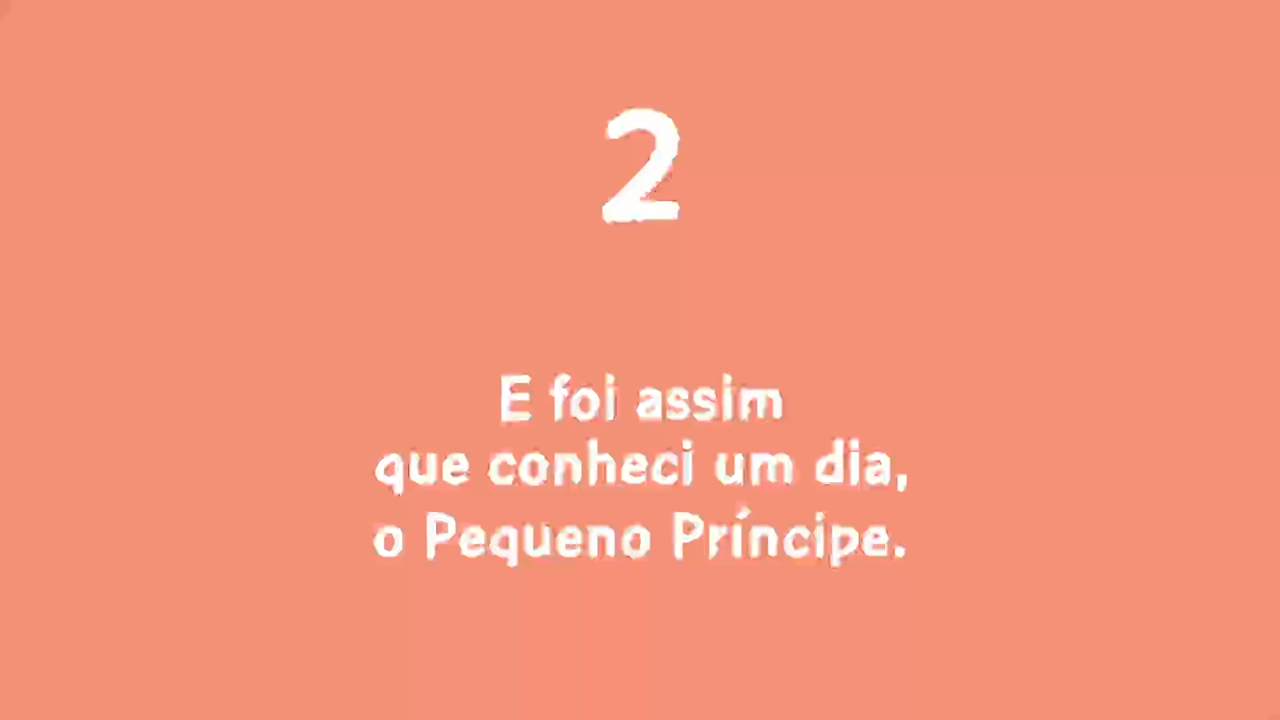 2
E foi assim
que conheci um dia,
o Pequeno Príncipe.